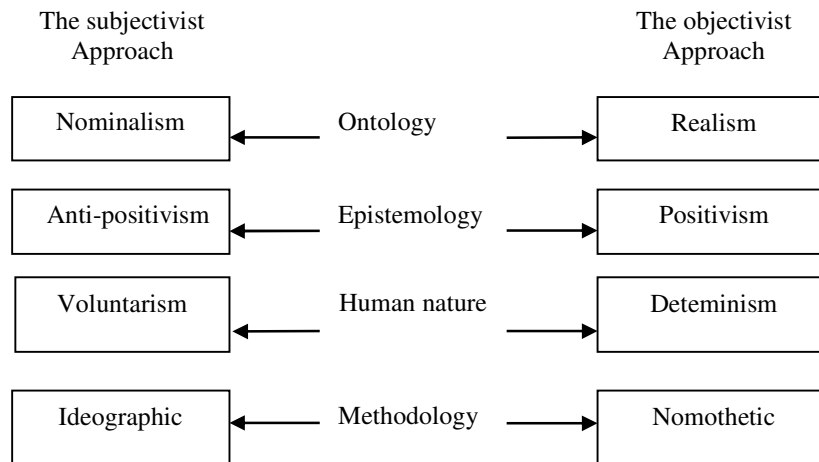 The subjectivist
Approach
The objectivist
Approach
Nominalism
Ontology
Realism
Anti-positivism
Epistemology
Positivism
Voluntarism
Human nature
Deteminism
Ideographic
Methodology
Nomothetic